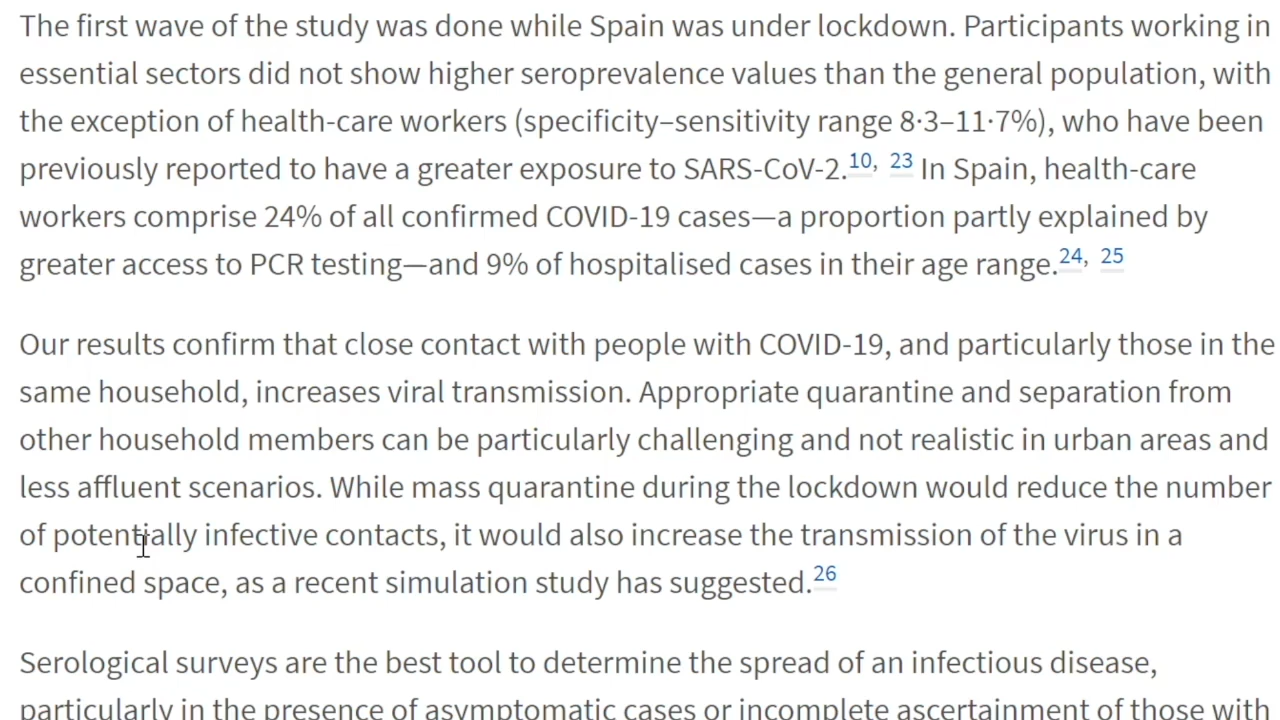 The first wave of the study was done while Spain was under lockdown. Participants working in
essential sectors did not show higher seroprevalence values than the general population, with
the exception of health-care workers (specificity–sensitivity range 8·3–11·7%), who have been
previously reported to have a greater exposure to SARS-CoV-2.10, 23 In Spain, health-care
workers comprise 24% of all confirmed COVID-19 cases—a proportion partly explained by
greater access to PCR testing—and 9% of hospitalised cases in their age range.24, 25
Our results confirm that close contact with people with COVID-19, and particularly those in the
same household, increases viral transmission. Appropriate quarantine and separation from
other household members can be particularly challenging and not realistic in urban areas and
less affluent scenarios. While mass quarantine during the lockdown would reduce the number
of potentially infective contacts, it would also increase the transmission of the virus in a
confined space, as a recent simulation study has suggested.26
Serological surveys are the best tool to determine the spread of an infectious disease,
particularly in the presence of asymptomatic cases or incomplete ascertainment of those with